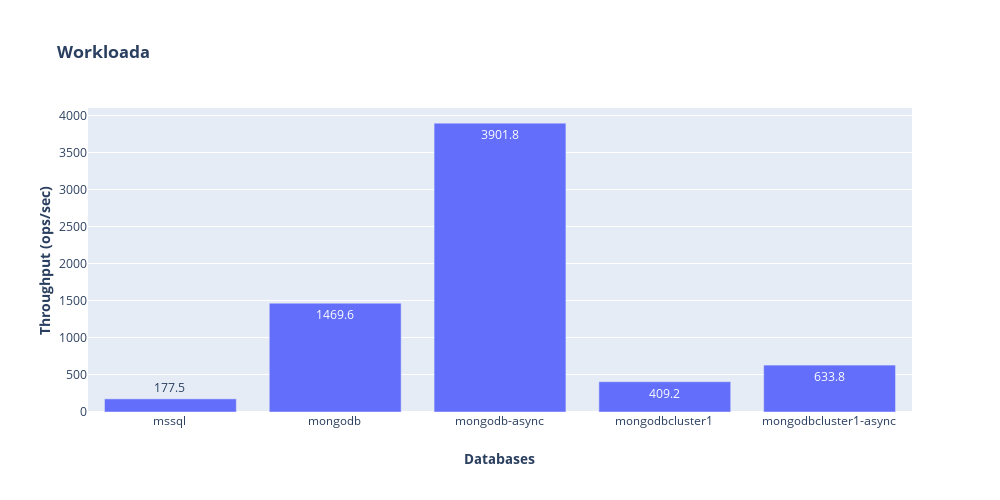 Workloada
Throughput (ops/sec)
4000
3500
3000
2500
2000
1500
1000
500
0
177.5
1469.6
3901.8
409.2
633.8
mssql
mongodb
mongodb-async
mongodbcluster1
mongodbcluster1-async
Databases